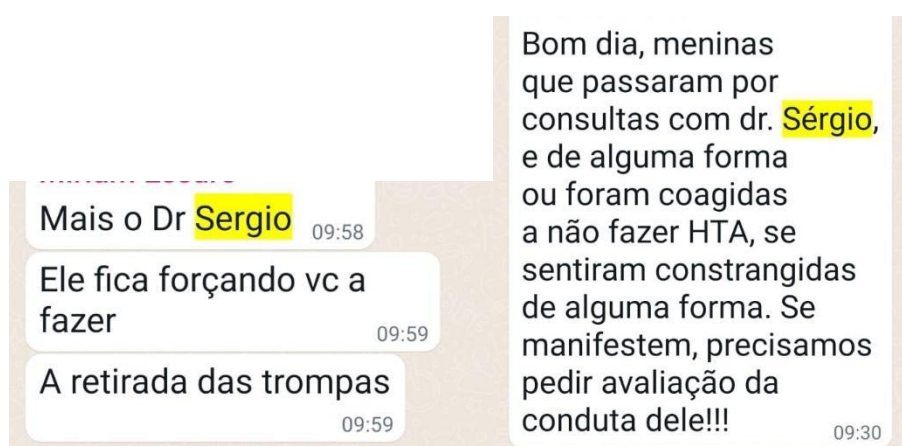 Mais o Dr Sergio 09:58
Ele fica forçando vc a
fazer
09:59
A retirada das trompas
09:59
Bom dia, meninas
que passaram por
consultas com dr. Sérgio,
e de alguma forma
ou foram coagidas
a não fazer HTA, se
sentiram constrangidas
de alguma forma. Se
manifestem, precisamos
pedir avaliação da
conduta dele!!! 09:30